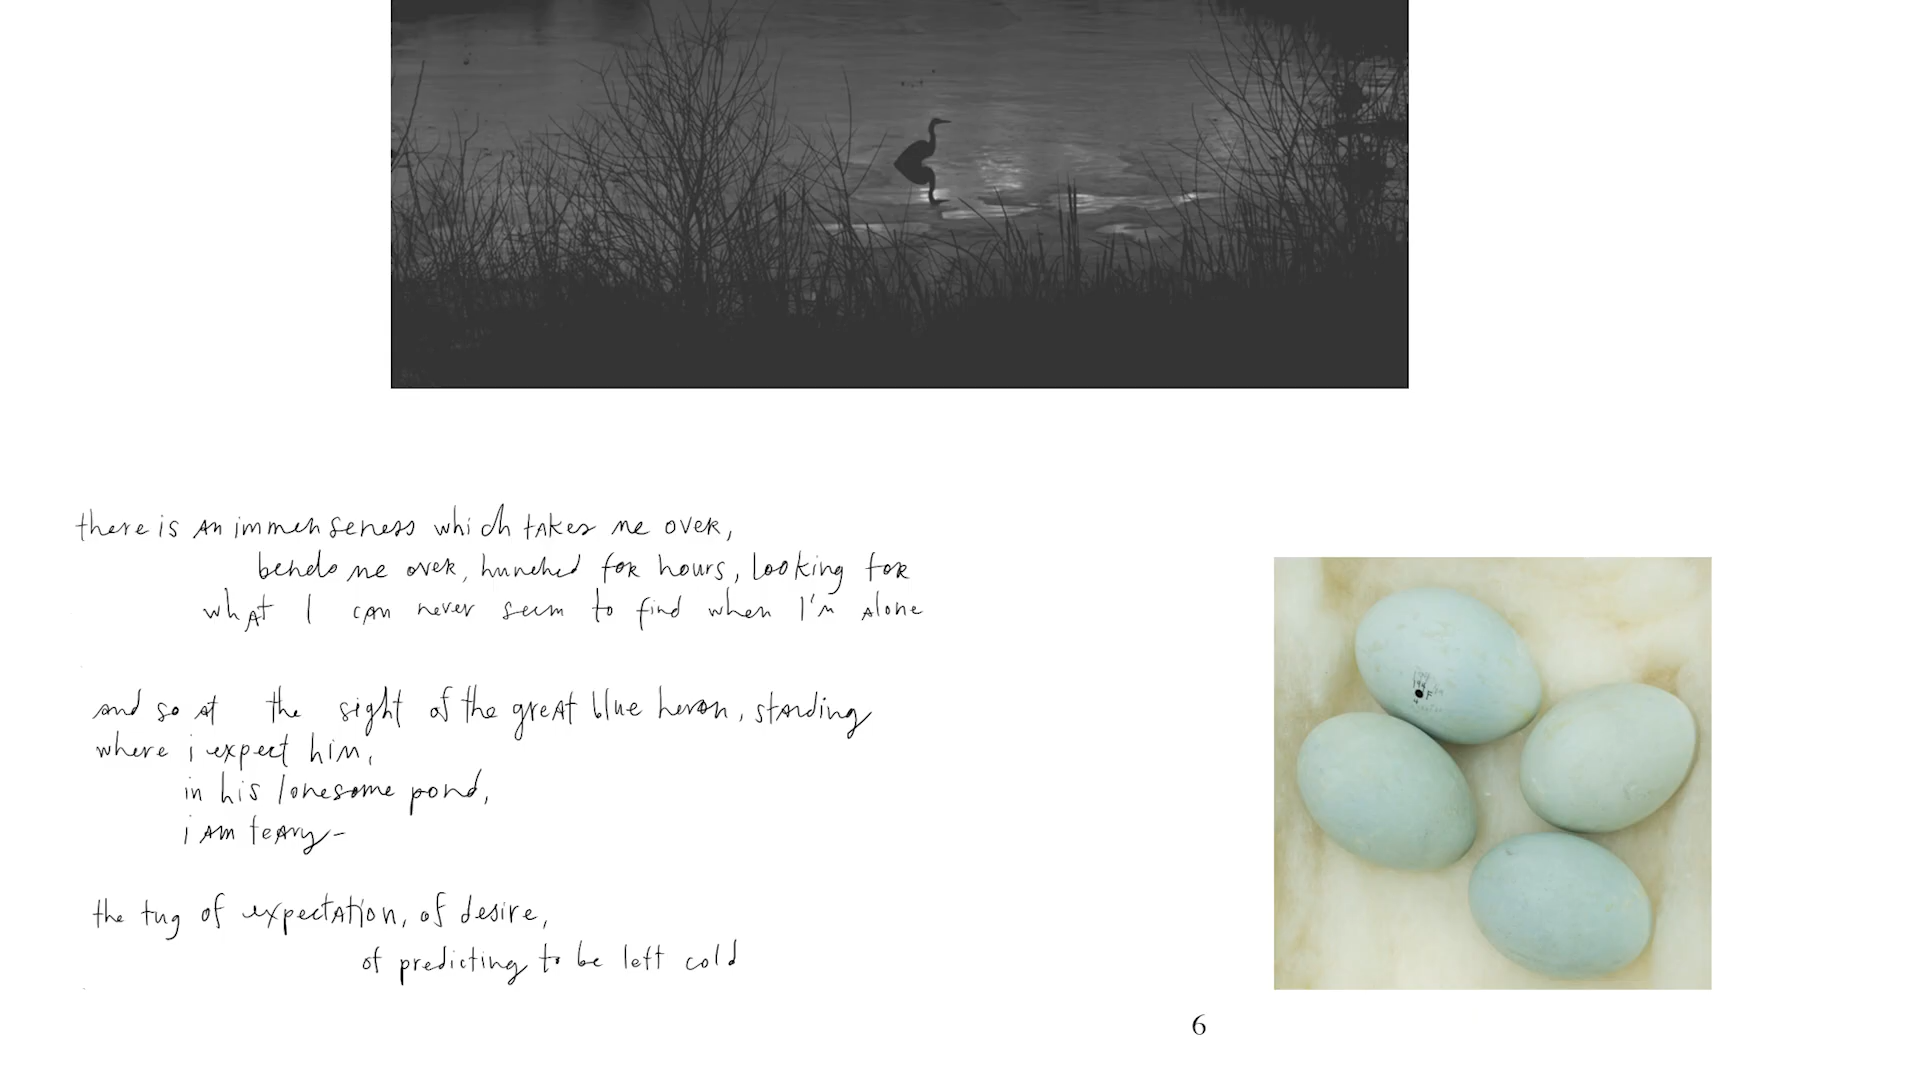 there is an immenseness which takes me over,
bends me over, hunched for hours, looking for
what I can never seem to find when I'm alone
and so at the sight of the great blue heron, standing
where i expect him,
in his lonesome pond,
i am teary-
the tug of expectation, of desire,
of predicting to be left cold
6